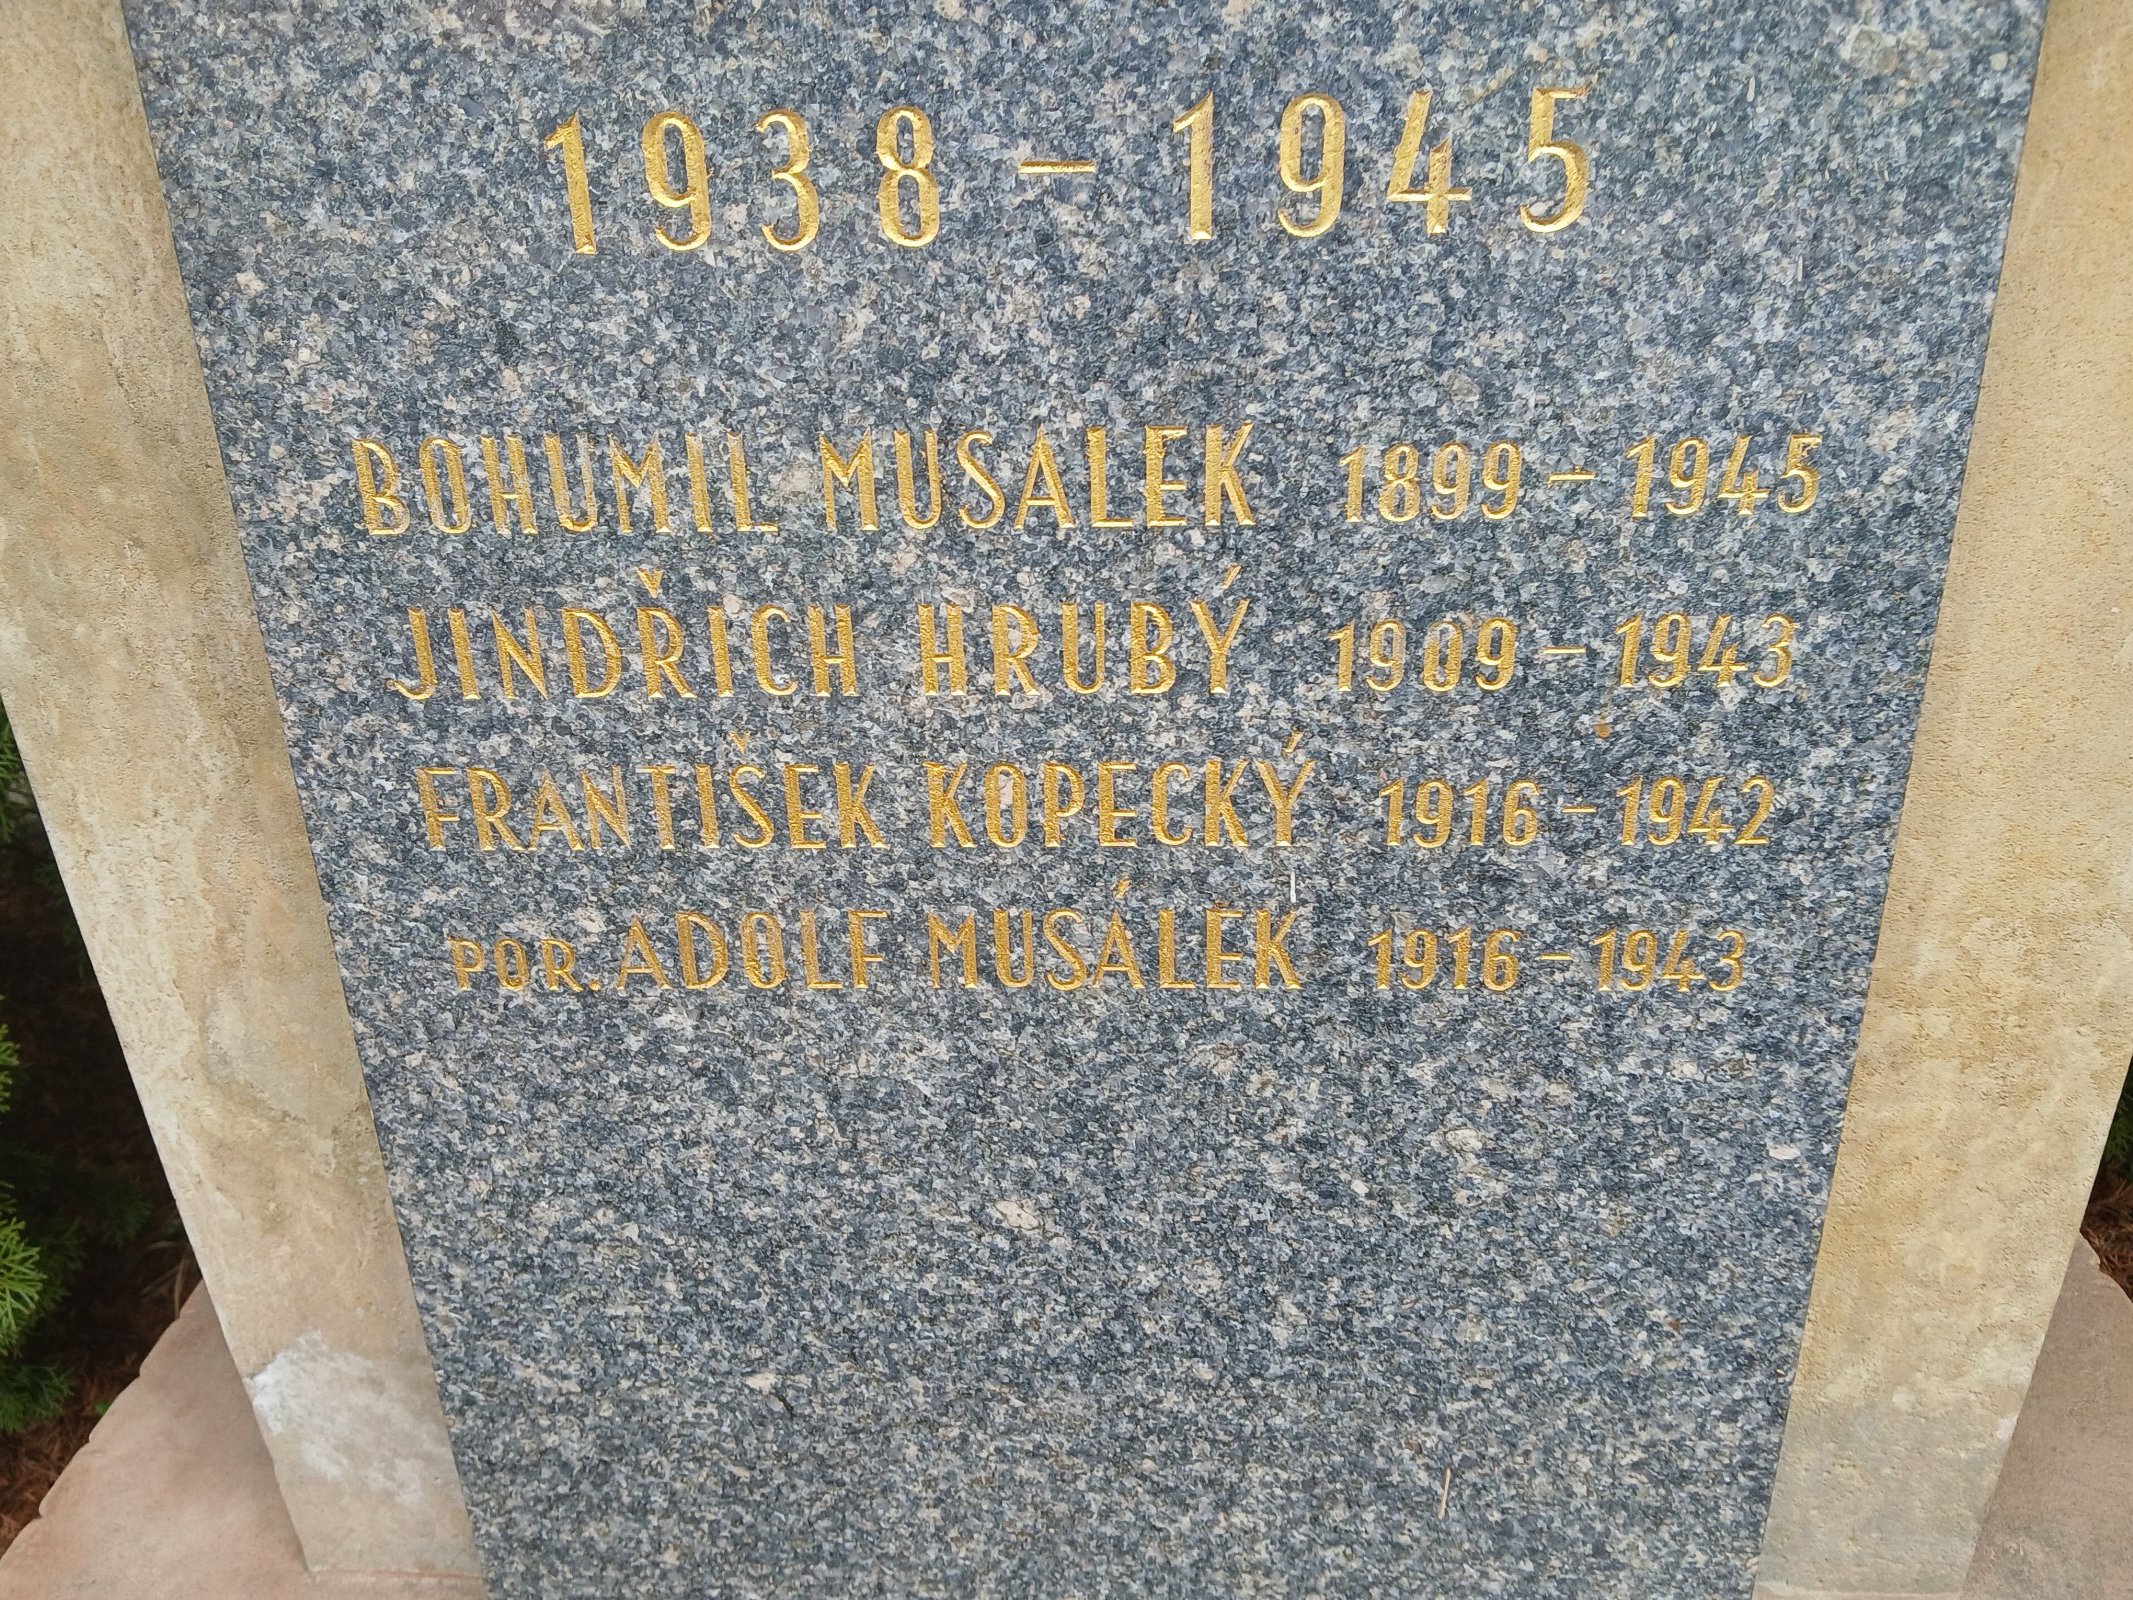 1938 – 1945
BOHUMIL MUSALEK 1899 – 1945
JINDŘICH HRUBÝ 1909 – 1943
FRANTIŠEK KOPECKÝ 1916 – 1942
POR. ADOLF MUSÁLEK 1916 – 1943